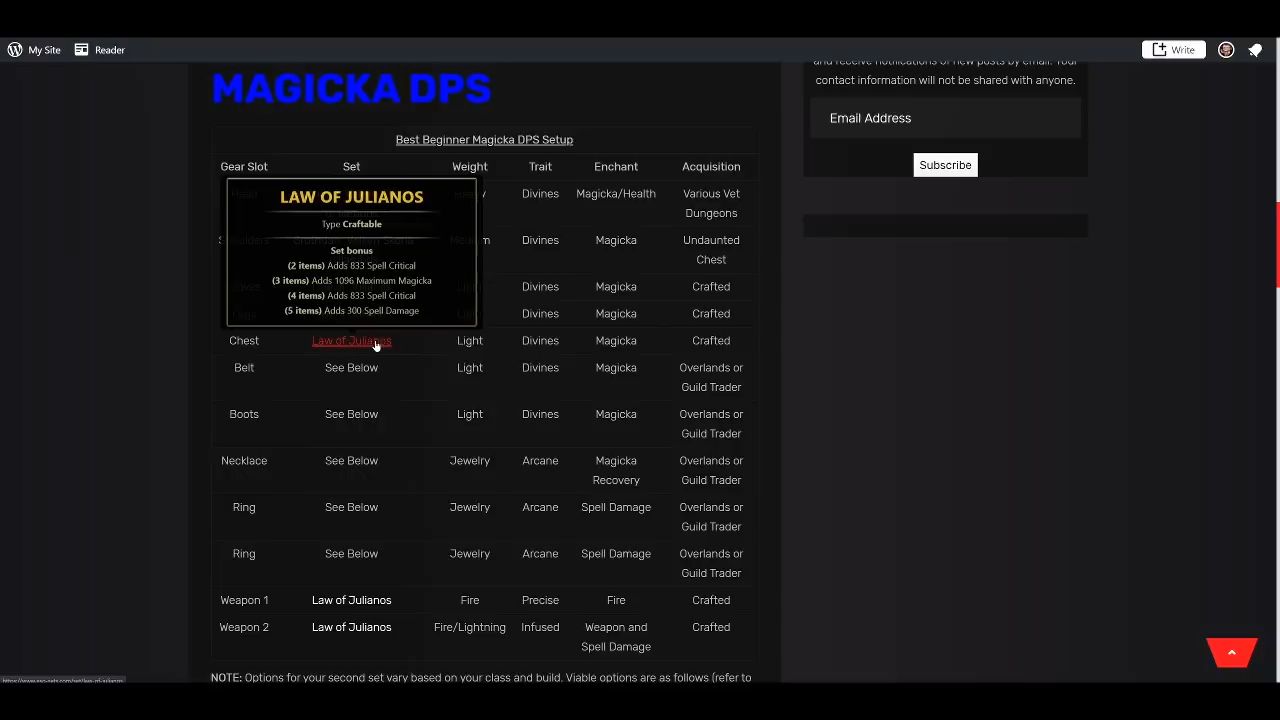 My Site
Reader
Write
MAGICKA DPS
and receive notifications of new posts by email. Your
contact information will not be shared with anyone.
Email Address
Subscribe
Best Beginner Magicka DPS Setup
Gear Slot Set Weight Trait Enchant Acquisition
Divines Magicka/Health Various Vet
Dungeons
Divines Magicka Undaunted
Chest
Divines Magicka Crafted
Divines Magicka Crafted
LAW OF JULIANOS
Type Craftable
Set bonus
(2 items) Adds 833 Spell Critical
(3 items) Adds 1096 Maximum Magicka
(4 items) Adds 833 Spell Critical
(5 items) Adds 300 Spell Damage
Chest Law of Julianos Light Divines Magicka Crafted
Belt See Below Light Divines Magicka Overlands or
Guild Trader
Boots See Below Light Divines Magicka Overlands or
Guild Trader
Necklace See Below Jewelry Arcane Magicka Overlands or
Recovery Guild Trader
Ring See Below Jewelry Arcane Spell Damage Overlands or
Guild Trader
Ring See Below Jewelry Arcane Spell Damage Overlands or
Guild Trader
Weapon 1 Law of Julianos Fire Precise Fire Crafted
Weapon 2 Law of Julianos Fire/Lightning Infused Weapon and Crafted
Spell Damage
NOTE: Options for your second set vary based on your class and build. Viable options are as follows (refer to
https://www.eso-sets.com/set/law-of-julianos